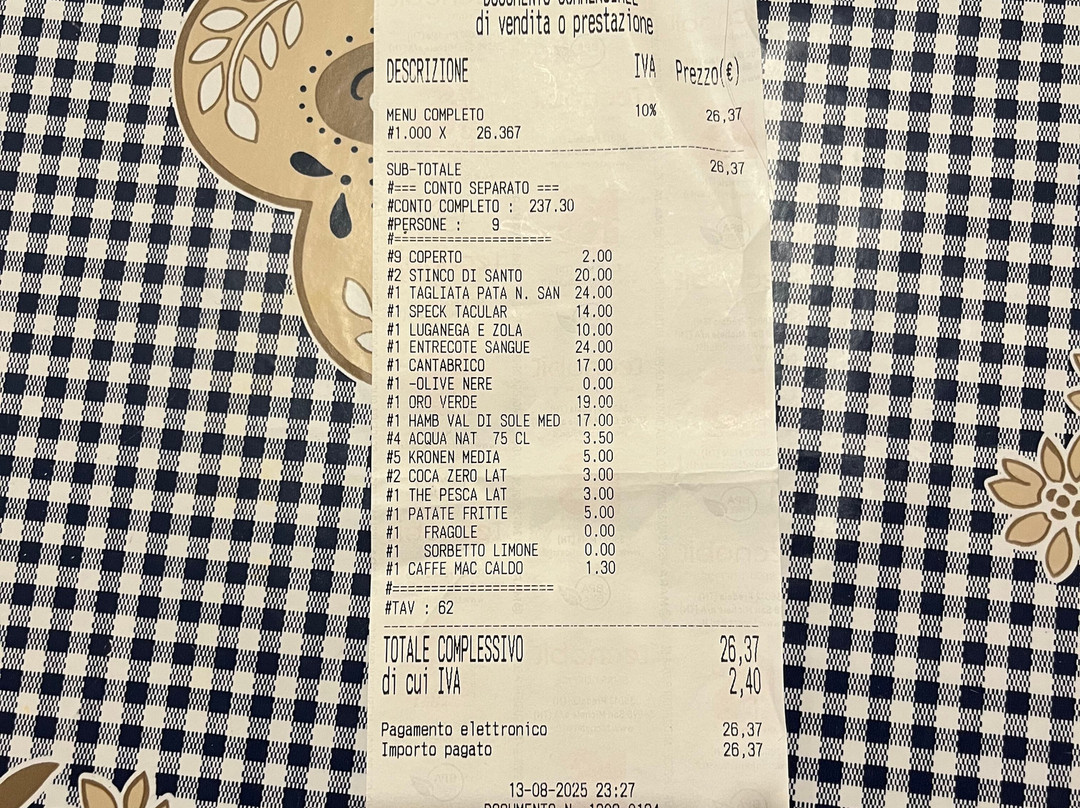 DOCUMENTO COMMERCIALE
di vendita o prestazione
DESCRIZIONE IVA Prezzo(€)
MENU COMPLETO 10% 26,37
#1.000 X 26.367
SUB-TOTALE 26,37
#=== CONTO SEPARATO ===
#CONTO COMPLETO : 237.30
#PERSONE : 9
#====================
#9 COPERTO 2.00
#2 STINCO DI SANTO 20.00
#1 TAGLIATA PATA N. SAN 24.00
#1 SPECK TACULAR 14.00
#1 LUGANEGA E ZOLA 10.00
#1 ENTRECOTE SANGUE 24.00
#1 CANTABRICO 17.00
#1 -OLIVE NERE 0.00
#1 ORO VERDE 19.00
#1 HAMB VAL DI SOLE MED 17.00
#4 ACQUA NAT 75 CL 3.50
#5 KRONEN MEDIA 5.00
#2 COCA ZERO LAT 3.00
#1 THE PESCA LAT 3.00
#1 PATATE FRITTE 5.00
#1 FRAGOLE 0.00
#1 SORBETTO LIMONE 0.00
#1 CAFFE MAC CALDO 1.30
#====================
#TAV : 62
TOTALE COMPLESSIVO 26,37
di cui IVA 2,40
Pagamento elettronico 26,37
Importo pagato 26,37
13-08-2025 23:27
DOCUMENTO N.